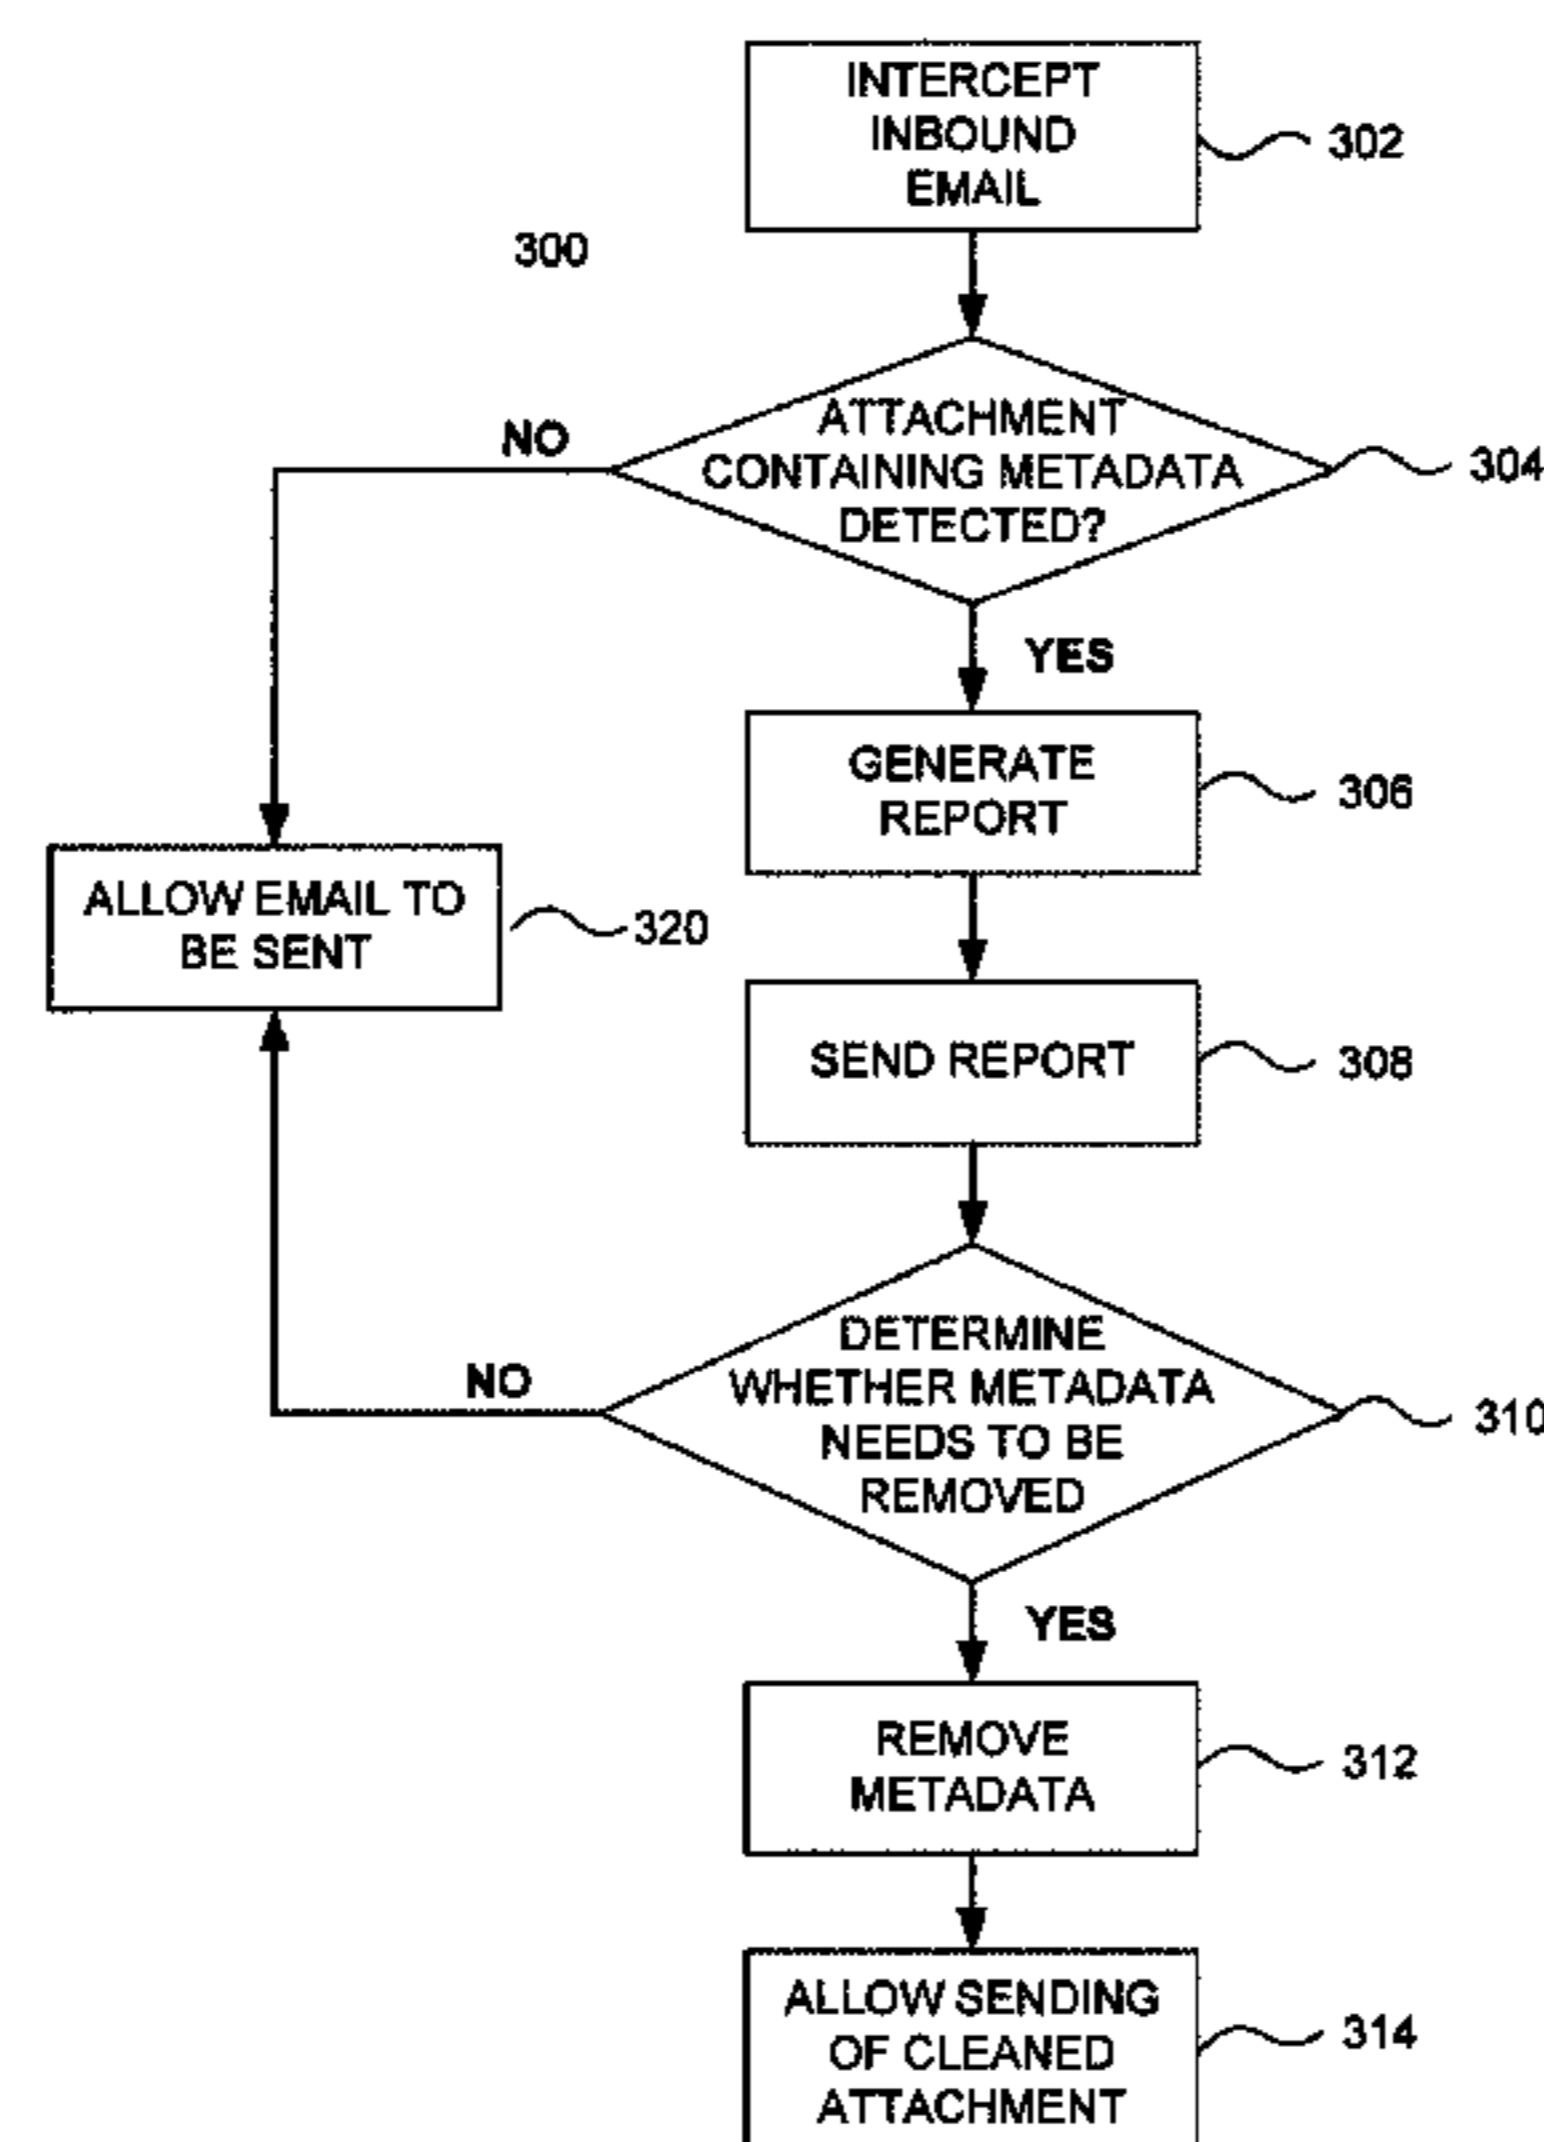 INTERCEPT
INBOUND
EMAIL
302
300
ATTACHMENT
CONTAINING METADATA
DETECTED?
304
NO
YES
GENERATE
REPORT
306
ALLOW EMAIL TO
BE SENT
320
SEND REPORT
308
DETERMINE
WHETHER METADATA
NEEDS TO BE
REMOVED
310
NO
YES
REMOVE
METADATA
312
ALLOW SENDING
OF CLEANED
ATTACHMENT
314